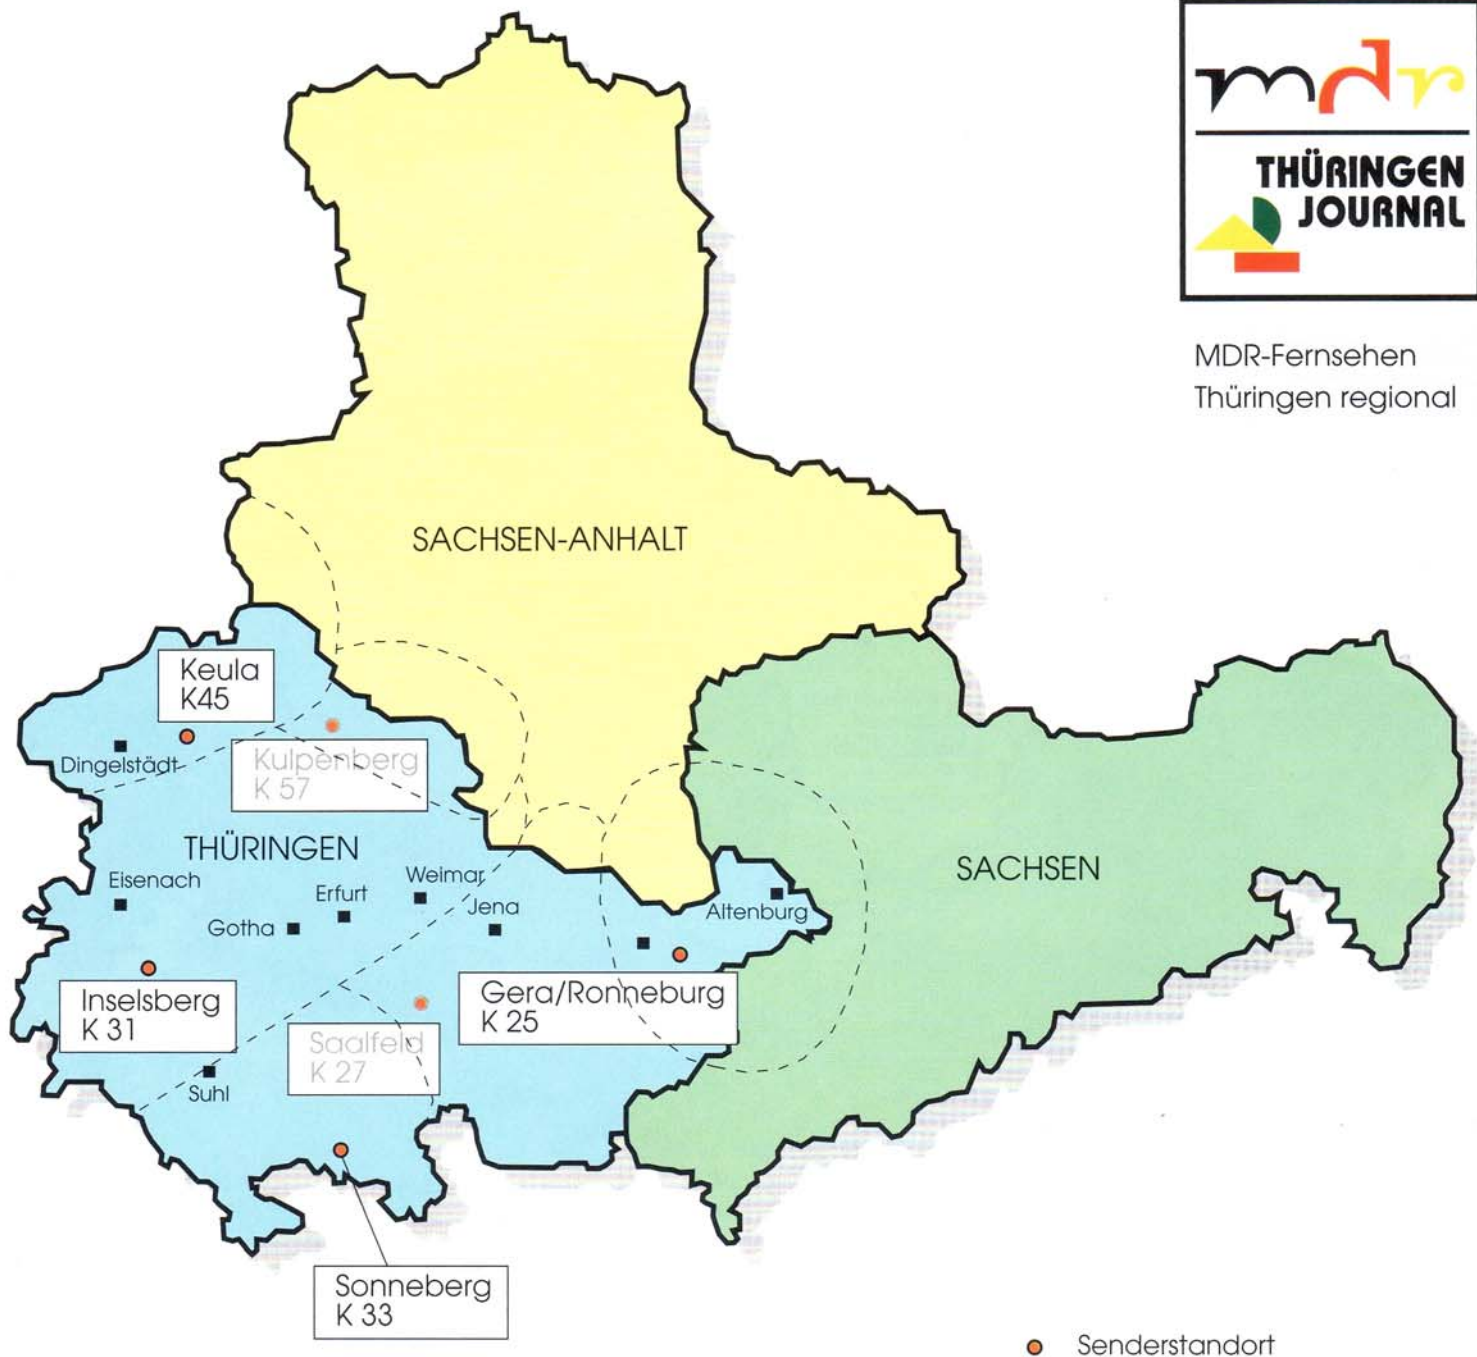 mdr
THÜRINGEN
JOURNAL
MDR-Fernsehen
Thüringen regional
SACHSEN-ANHALT
Keula
K45
Dingelstädt
Kulpenberg
K 57
THÜRINGEN
SACHSEN
Eisenach
Weimar
Erfurt
Jena
Altenburg
Gotha
Inselsberg
K 31
Gera/Ronneburg
K 25
Saalfeld
K 27
Suhl
Sonneberg
K 33
Senderstandort